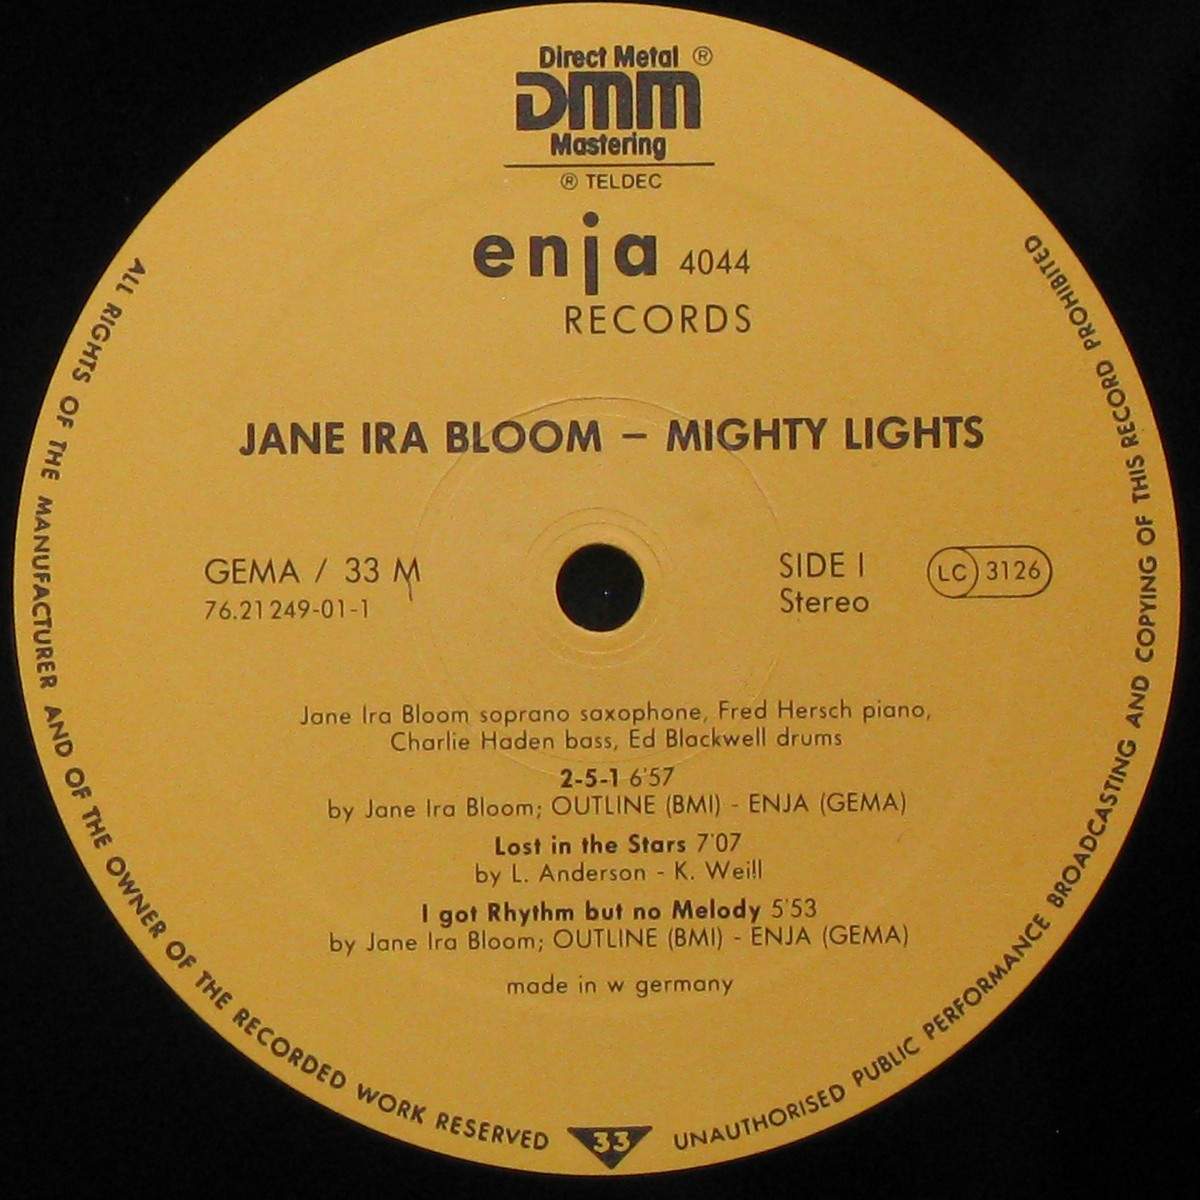 Direct Metal ®
DMM
Mastering
® TELDEC
enja 4044
RECORDS
JANE IRA BLOOM – MIGHTY LIGHTS
GEMA / 33 M
76.21249-01-1
SIDE I
Stereo
LC 3126
Jane Ira Bloom soprano saxophone, Fred Hersch piano,
Charlie Haden bass, Ed Blackwell drums
2-5-1 6'57
by Jane Ira Bloom; OUTLINE (BMI) - ENJA (GEMA)
Lost in the Stars 7'07
by L. Anderson - K. Weill
I got Rhythm but no Melody 5'53
by Jane Ira Bloom; OUTLINE (BMI) - ENJA (GEMA)
made in w germany
ALL RIGHTS OF THE MANUFACTURER AND OF THE OWNER OF THE RECORDED WORK RESERVED
33
UNAUTHORISED PUBLIC PERFORMANCE BROADCASTING AND COPYING OF THIS RECORD PROHIBITED